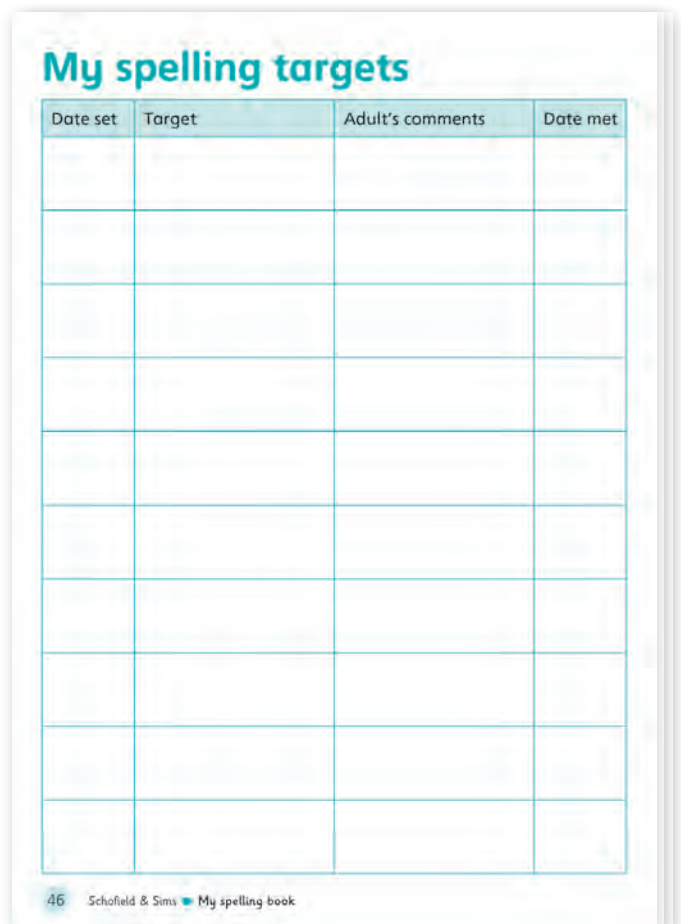 My spelling targets
Date set Target Adult's comments Date met
46 Schofield & Sims My spelling book